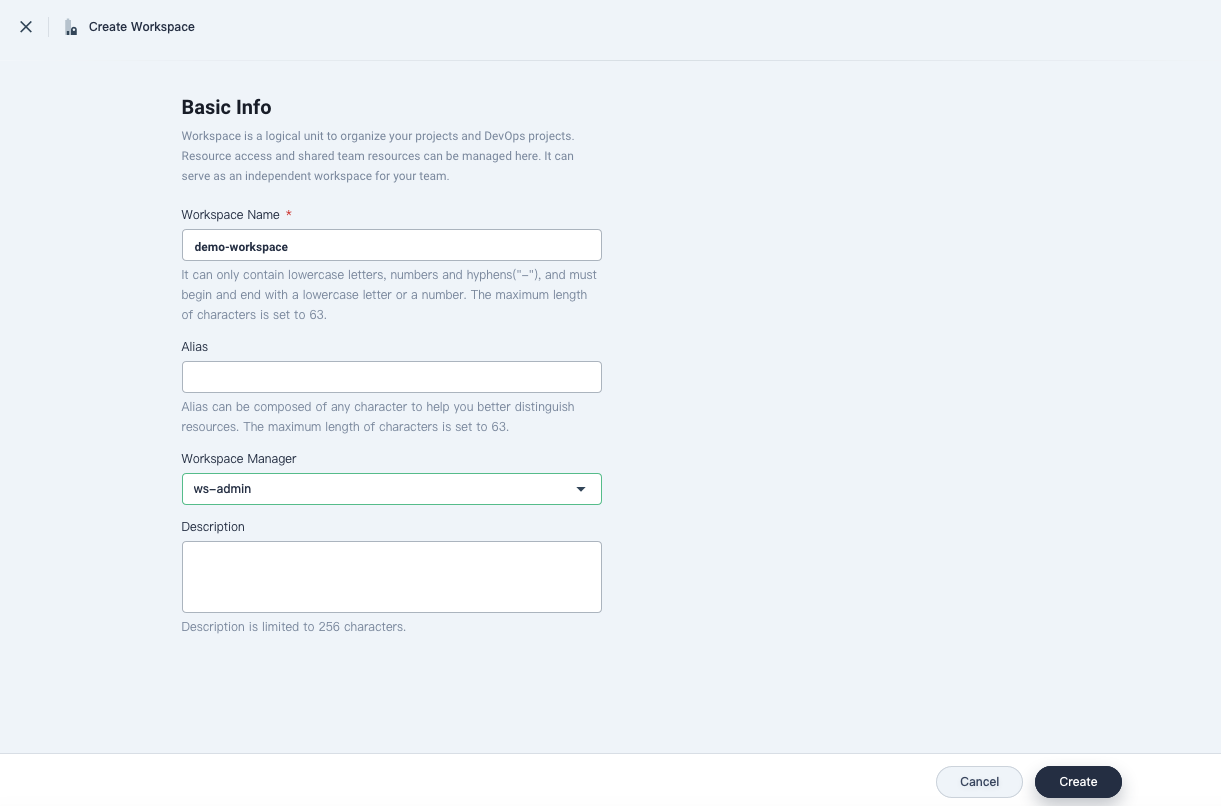 Create Workspace
Basic Info
Workspace is a logical unit to organize your projects and DevOps projects.
Resource access and shared team resources can be managed here. It can
serve as an independent workspace for your team.
Workspace Name *
demo-workspace
It can only contain lowercase letters, numbers and hyphens("-"), and must
begin and end with a lowercase letter or a number. The maximum length
of characters is set to 63.
Alias
Alias can be composed of any character to help you better distinguish
resources. The maximum length of characters is set to 63.
Workspace Manager
ws-admin
Description
Description is limited to 256 characters.
Cancel
Create